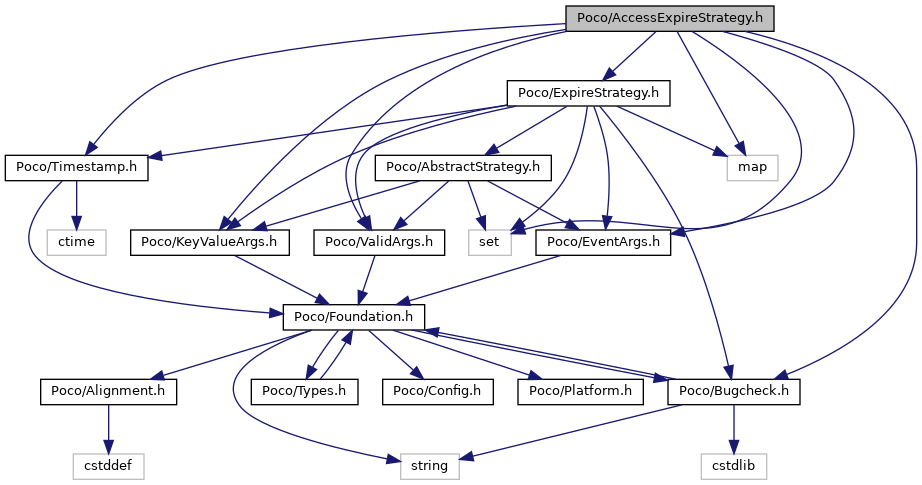 Poco/AccessExpireStrategy.h
Poco/ExpireStrategy.h
Poco/Timestamp.h
Poco/AbstractStrategy.h
map
ctime
Poco/KeyValueArgs.h
Poco/ValidArgs.h
set
Poco/EventArgs.h
Poco/Foundation.h
Poco/Alignment.h
Poco/Types.h
Poco/Config.h
Poco/Platform.h
Poco/Bugcheck.h
cstddef
string
cstdlib